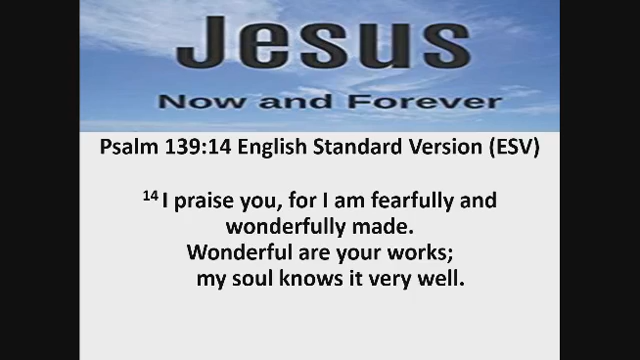 Jesus
Now and Forever
Psalm 139:14 English Standard Version (ESV)
14 I praise you, for I am fearfully and
wonderfully made.
Wonderful are your works;
my soul knows it very well.